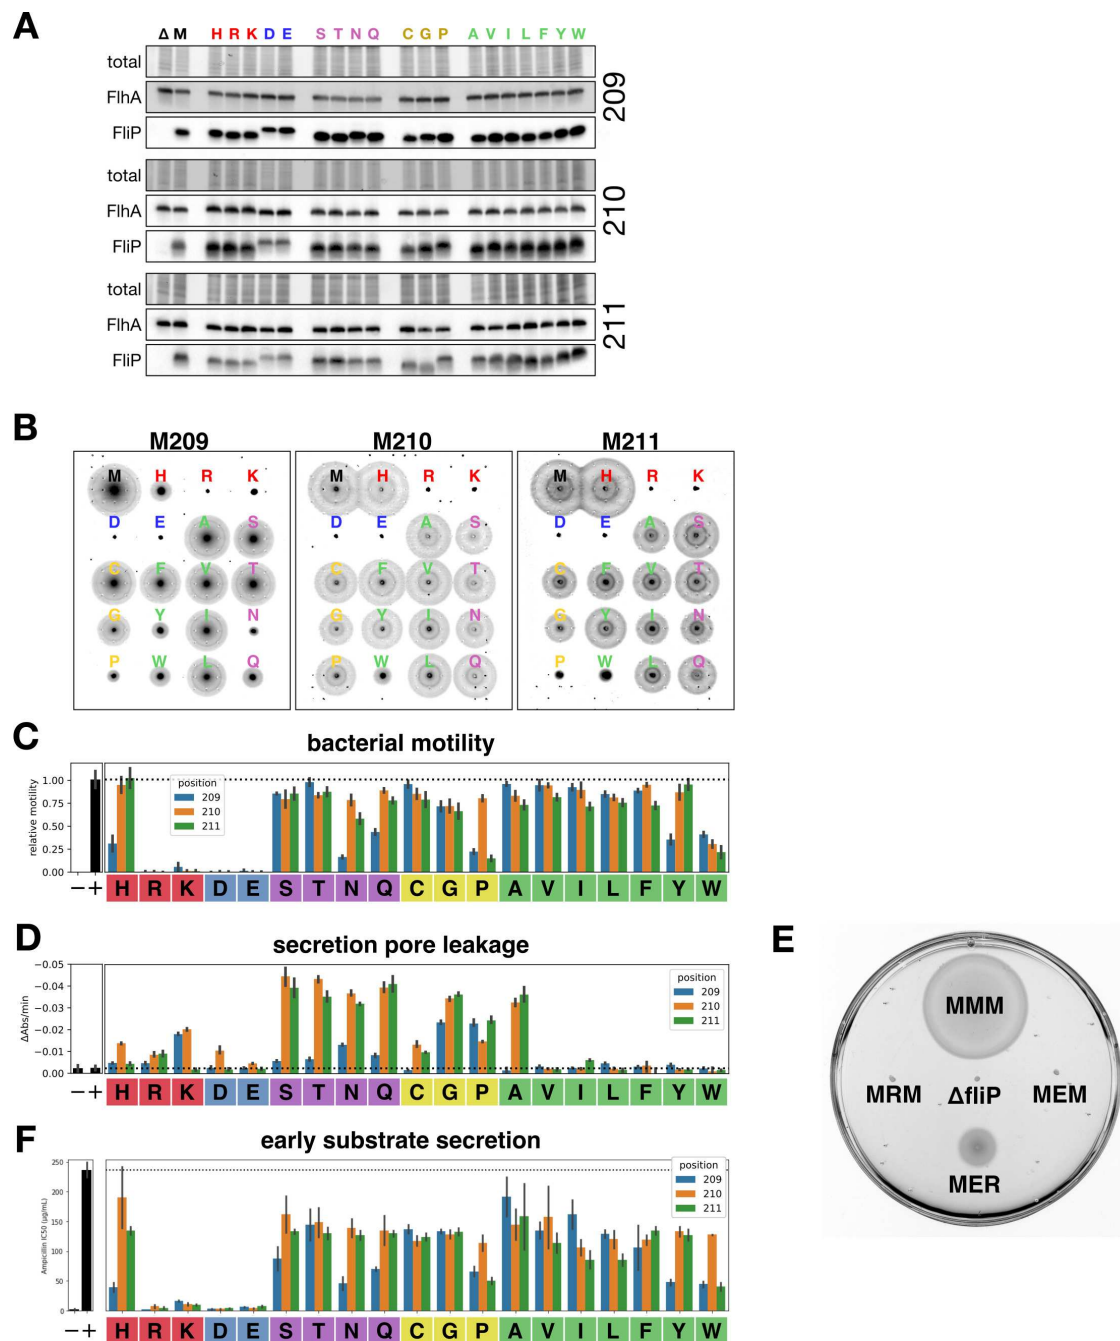 A
Δ M H R K D E S T N Q C G P A V I L F Y W
total
FlhA
FliP
209
total
FlhA
FliP
210
total
FlhA
FliP
211
B
M209 M210 M211
M H R K M H R K M H R K
D E A S D E A S D E A S
C F V T C F V T C F V T
G Y I N G Y I N G Y I N
P W L Q P W L Q P W L Q
C
bacterial motility
relative motility
1.00
0.75
0.50
0.25
0.00
position
209
210
211
− + H R K D E S T N Q C G P A V I L F Y W
D
secretion pore leakage
ΔAbs/min
−0.05
−0.04
−0.03
−0.02
−0.01
0.00
position
209
210
211
− + H R K D E S T N Q C G P A V I L F Y W
E
MMM
MRM ΔfliP MEM
MER
F
early substrate secretion
Ampicillin IC50 (µg/mL)
250
200
150
100
50
0
position
209
210
211
− + H R K D E S T N Q C G P A V I L F Y W